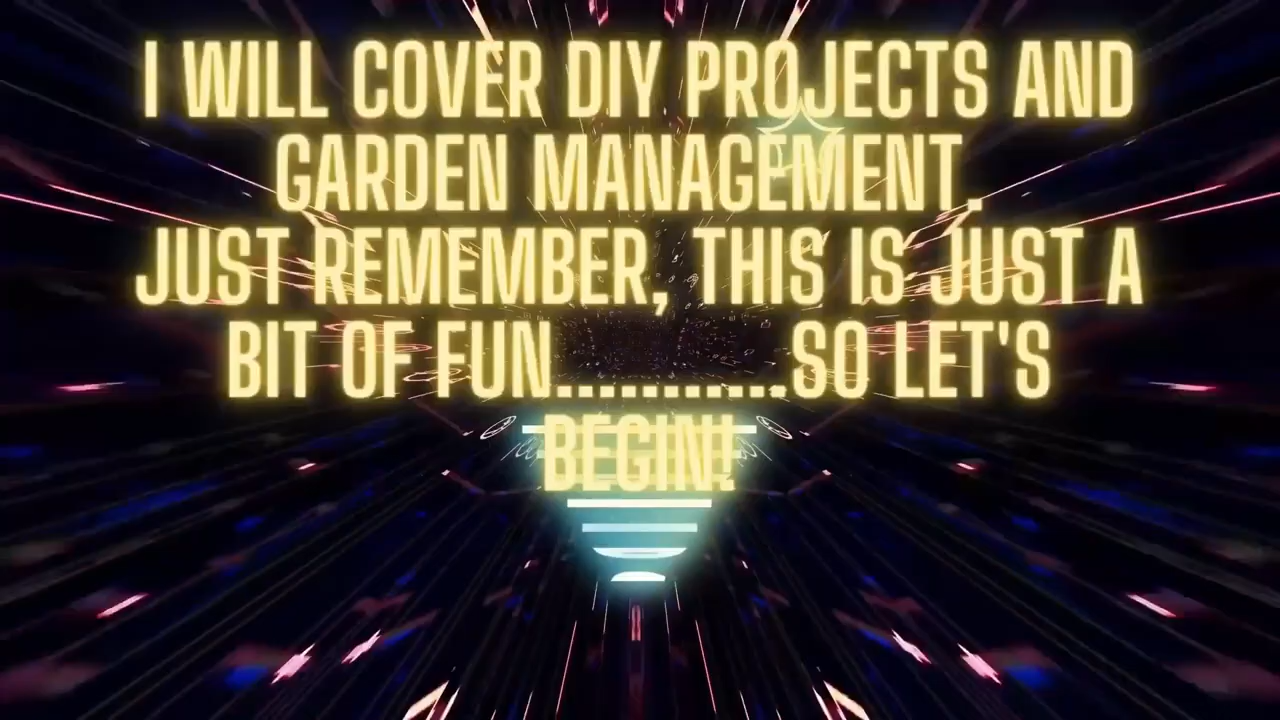 I WILL COVER DIY PROJECTS AND
GARDEN MANAGEMENT.
JUST REMEMBER, THIS IS JUST A
BIT OF FUN...........SO LET'S
BEGIN!